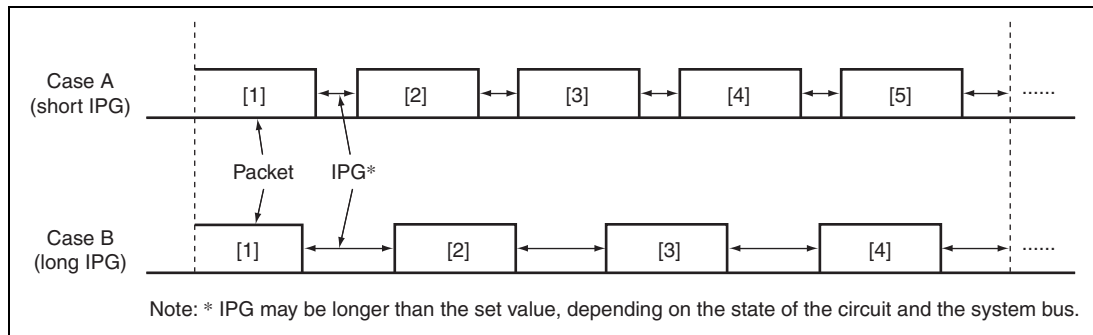 Case A
(short IPG)
[1]
[2]
[3]
[4]
[5]
......
Packet
IPG*
Case B
(long IPG)
[1]
[2]
[3]
[4]
......
Note: * IPG may be longer than the set value, depending on the state of the circuit and the system bus.